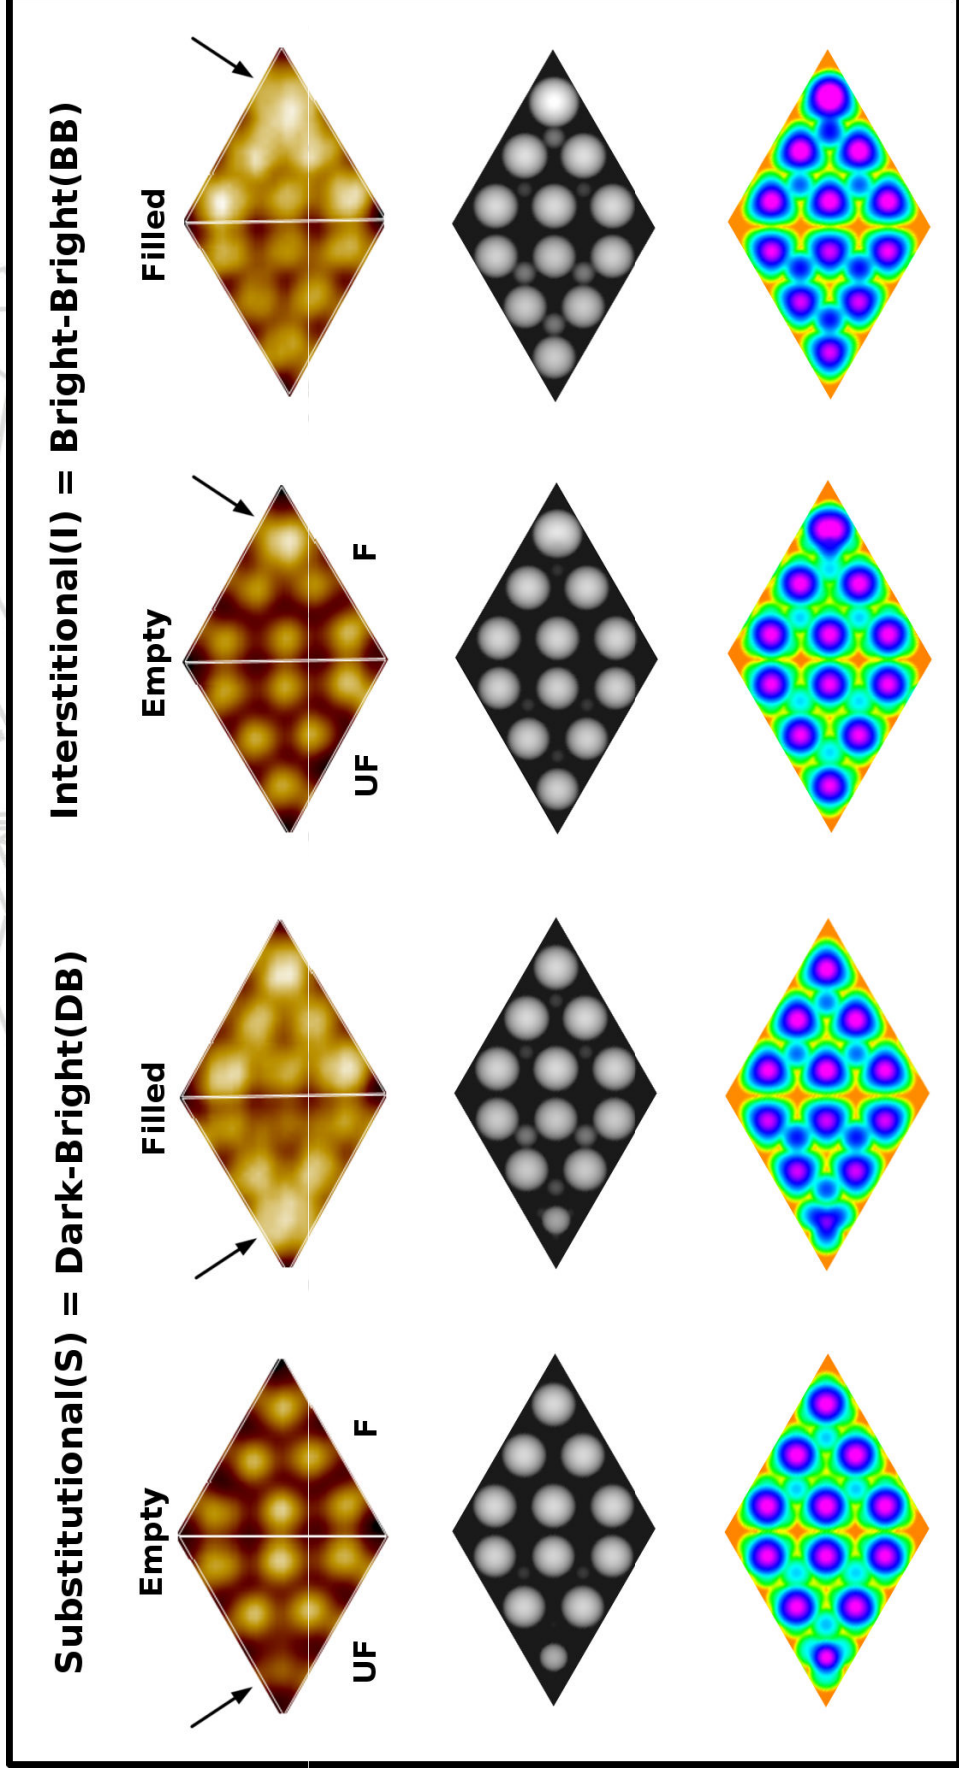 Substitutional(S) = Dark-Bright(DB)
Interstitional(I) = Bright-Bright(BB)
Empty
Filled
Empty
Filled
UF
F
UF
F